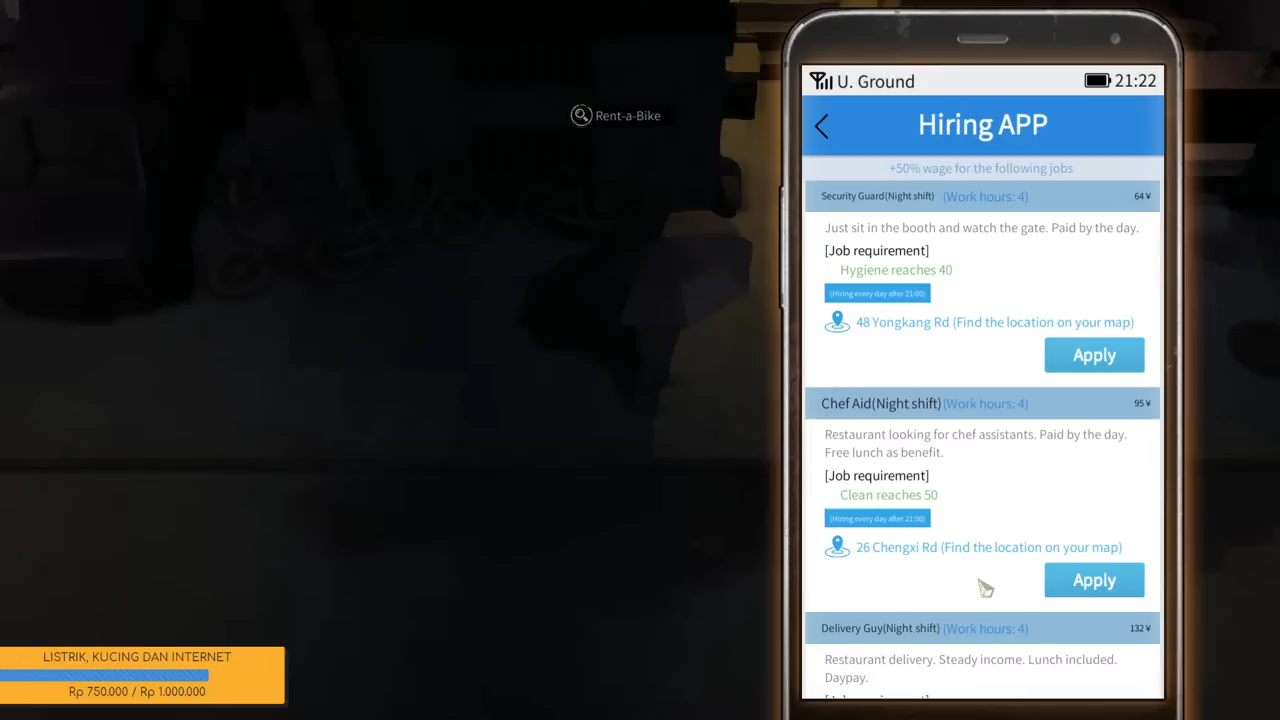 Rent-a-Bike
U. Ground
21:22
Hiring APP
+50% wage for the following jobs
Security Guard(Night shift) (Work hours: 4) 64 ¥
Just sit in the booth and watch the gate. Paid by the day.
[Job requirement]
Hygiene reaches 40
(Hiring every day after 21:00)
48 Yongkang Rd (Find the location on your map)
Apply
Chef Aid(Night shift) (Work hours: 4) 95 ¥
Restaurant looking for chef assistants. Paid by the day.
Free lunch as benefit.
[Job requirement]
Clean reaches 50
(Hiring every day after 21:00)
26 Chengxi Rd (Find the location on your map)
Apply
Delivery Guy(Night shift) (Work hours: 4) 132 ¥
Restaurant delivery. Steady income. Lunch included.
Daypay.
LISTRIK, KUCING DAN INTERNET
Rp 750.000 / Rp 1.000.000